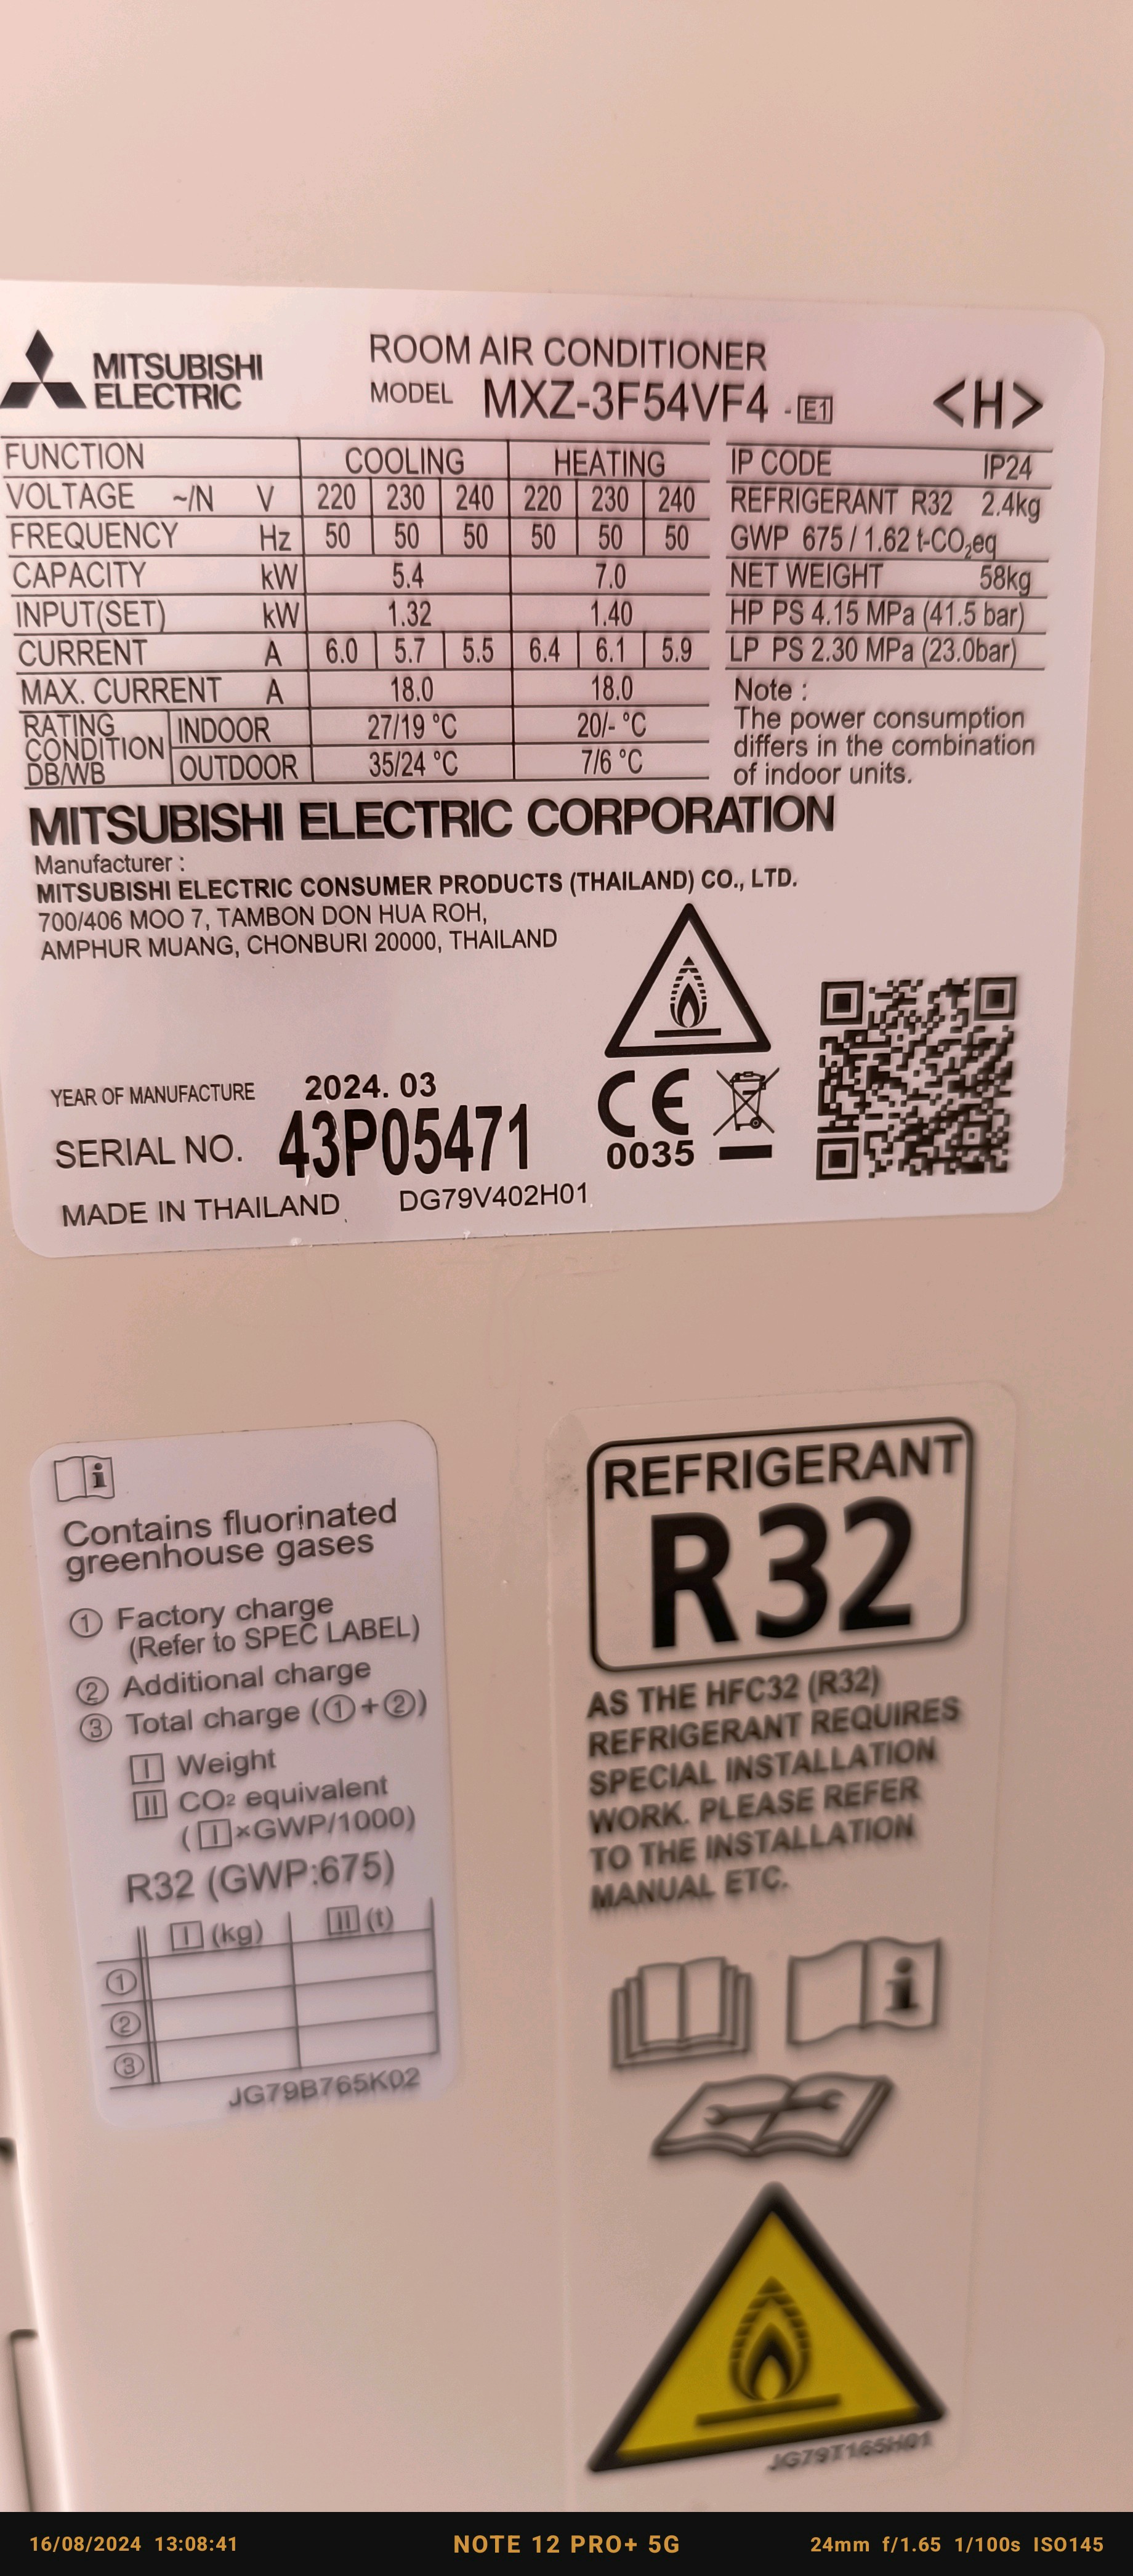 MITSUBISHI
ELECTRIC
ROOM AIR CONDITIONER
MODEL MXZ-3F54VF4 - E1
<H>
FUNCTION COOLING HEATING
VOLTAGE ~/N V 220 230 240 220 230 240
FREQUENCY Hz 50 50 50 50 50 50
CAPACITY kW 5.4 7.0
INPUT(SET) kW 1.32 1.40
CURRENT A 6.0 5.7 5.5 6.4 6.1 5.9
MAX. CURRENT A 18.0 18.0
RATING CONDITION DB/WB
INDOOR 27/19 °C 20/- °C
OUTDOOR 35/24 °C 7/6 °C
IP CODE IP24
REFRIGERANT R32 2.4kg
GWP 675 / 1.62 t-CO₂eq
NET WEIGHT 58kg
HP PS 4.15 MPa (41.5 bar)
LP PS 2.30 MPa (23.0bar)
Note :
The power consumption
differs in the combination
of indoor units.
MITSUBISHI ELECTRIC CORPORATION
Manufacturer :
MITSUBISHI ELECTRIC CONSUMER PRODUCTS (THAILAND) CO., LTD.
700/406 MOO 7, TAMBON DON HUA ROH,
AMPHUR MUANG, CHONBURI 20000, THAILAND
YEAR OF MANUFACTURE 2024. 03
SERIAL NO. 43P05471
MADE IN THAILAND DG79V402H01
CE
0035
i
Contains fluorinated
greenhouse gases
① Factory charge
(Refer to SPEC LABEL)
② Additional charge
③ Total charge (①+②)
I Weight
II CO2 equivalent
( I ×GWP/1000)
R32 (GWP:675)
I (kg) II (t)
①
②
③
JG79B765K02
REFRIGERANT
R32
AS THE HFC32 (R32)
REFRIGERANT REQUIRES
SPECIAL INSTALLATION
WORK. PLEASE REFER
TO THE INSTALLATION
MANUAL ETC.
i
JG79T165H01
16/08/2024 13:08:41 NOTE 12 PRO+ 5G 24mm f/1.65 1/100s ISO145